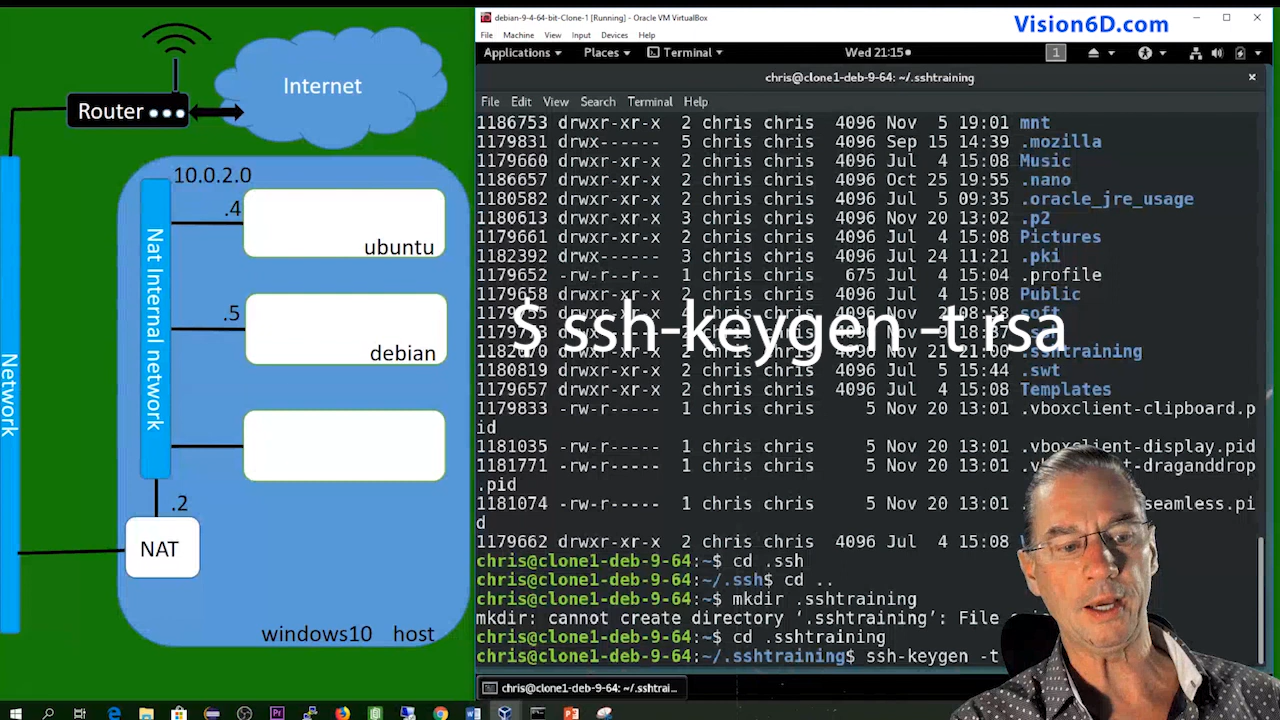 debian-9-4-64-bit-Clone-1 [Running] - Oracle VM VirtualBox
Vision6D.com
File Machine View Input Devices Help
Applications Places Terminal Wed 21:15 1
chris@clone1-deb-9-64: ~/.sshtraining
File Edit View Search Terminal Help
1186753 drwxr-xr-x 2 chris chris 4096 Nov 5 19:01 mnt
1179831 drwx------ 5 chris chris 4096 Sep 15 14:39 .mozilla
1179660 drwxr-xr-x 2 chris chris 4096 Jul 4 15:08 Music
1186657 drwxr-xr-x 2 chris chris 4096 Oct 25 19:55 .nano
1180582 drwxr-xr-x 2 chris chris 4096 Jul 5 09:35 .oracle_jre_usage
1180613 drwxr-xr-x 3 chris chris 4096 Nov 20 13:02 .p2
1179661 drwxr-xr-x 2 chris chris 4096 Jul 4 15:08 Pictures
1182392 drwx------ 3 chris chris 4096 Jul 24 11:21 .pki
1179652 -rw-r--r-- 1 chris chris 675 Jul 4 15:04 .profile
1179658 drwxr-xr-x 2 chris chris 4096 Jul 4 15:08 Public
soft
$ ssh-keygen -t rsa
chris chris 4096 Nov 21 21:00 .sshtraining
1180819 drwxr-xr-x 2 chris chris 4096 Jul 5 15:44 .swt
1179657 drwxr-xr-x 2 chris chris 4096 Jul 4 15:08 Templates
1179833 -rw-r----- 1 chris chris 5 Nov 20 13:01 .vboxclient-clipboard.p
id
1181035 -rw-r----- 1 chris chris 5 Nov 20 13:01 .vboxclient-display.pid
1181771 -rw-r----- 1 chris chris 5 Nov 20 13:01 t-draganddrop
.pid
1181074 -rw-r----- 1 chris chris 5 Nov 20 13:01 seamless.pi
d
1179662 drwxr-xr-x 2 chris chris 4096 Jul 4 15:08
chris@clone1-deb-9-64:~$ cd .ssh
chris@clone1-deb-9-64:~/.ssh$ cd ..
chris@clone1-deb-9-64:~$ mkdir .sshtraining
mkdir: cannot create directory ‘.sshtraining’: File
chris@clone1-deb-9-64:~$ cd .sshtraining
chris@clone1-deb-9-64:~/.sshtraining$ ssh-keygen -t
chris@clone1-deb-9-64: ~/.sshtrai...
Internet
Router
10.0.2.0
.4
ubuntu
Nat Internal network
.5
debian
Network
.2
NAT
windows10 host